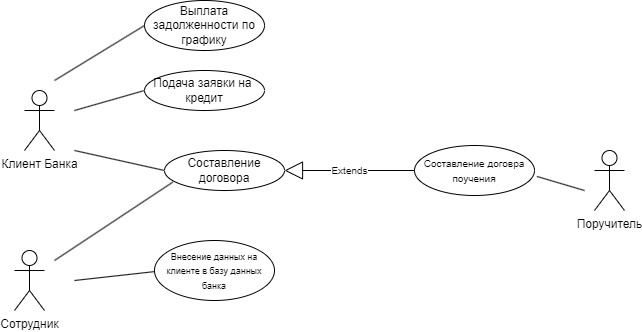 Выплата
задолженности по
графику
Подача заявки на
кредит
Клиент Банка
Составление
договора
Extends
Составление договра
поучения
Поручитель
Внесение данных на
клиенте в базу данных
банка
Сотрудник